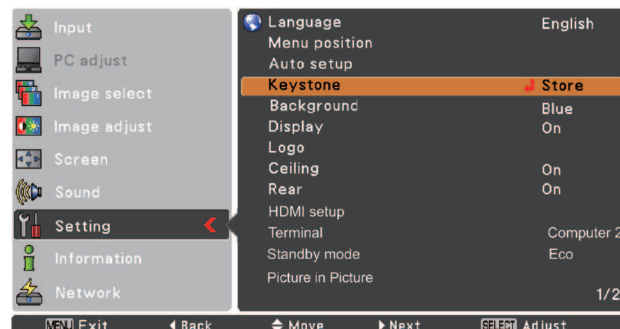 Input
PC adjust
Image select
Image adjust
Screen
Sound
Setting
Information
Network
Language English
Menu position
Auto setup
Keystone Store
Background Blue
Display On
Logo
Ceiling On
Rear On
HDMI setup
Terminal Computer 2
Standby mode Eco
Picture in Picture
1/2
MENU Exit Back Move Next SELECT Adjust